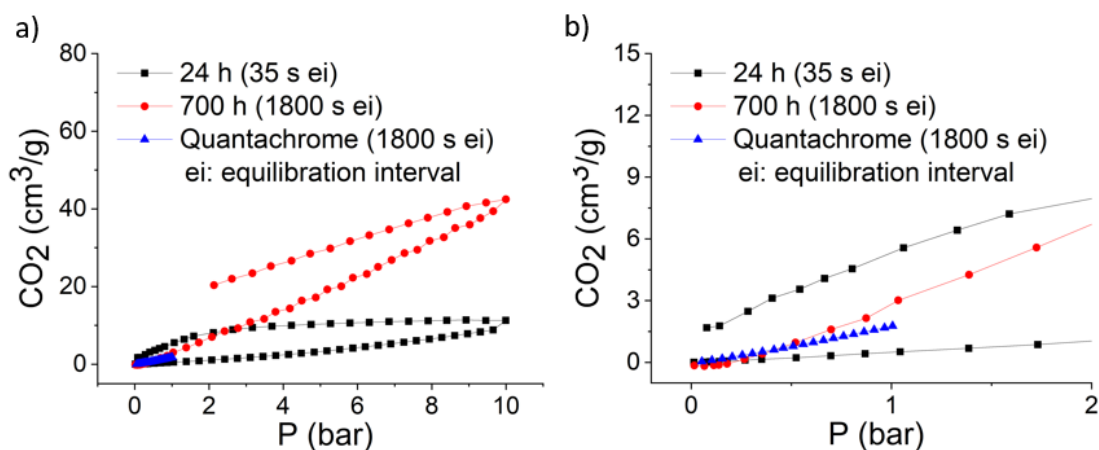 a)
CO₂ (cm³/g)
80
60
40
20
0
24 h (35 s ei)
700 h (1800 s ei)
Quantachrome (1800 s ei)
ei: equilibration interval
0 2 4 6 8 10
P (bar)
b)
CO₂ (cm³/g)
15
12
9
6
3
0
24 h (35 s ei)
700 h (1800 s ei)
Quantachrome (1800 s ei)
ei: equilibration interval
0 1 2
P (bar)